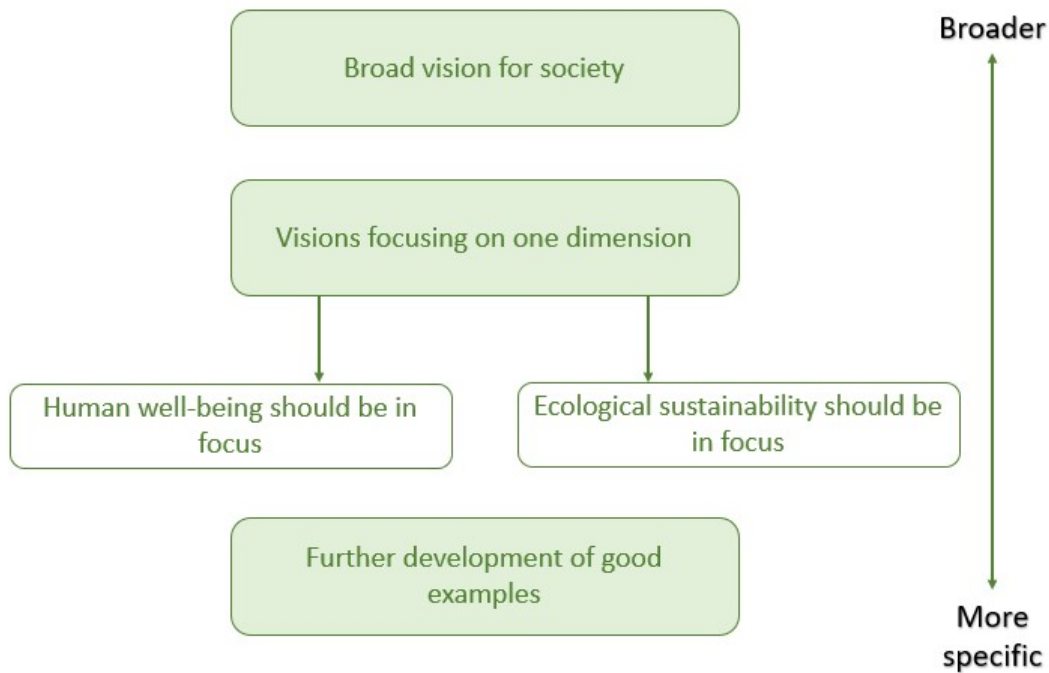 Broader
Broad vision for society
Visions focusing on one dimension
Human well-being should be in
focus
Ecological sustainability should be
in focus
Further development of good
examples
More
specific